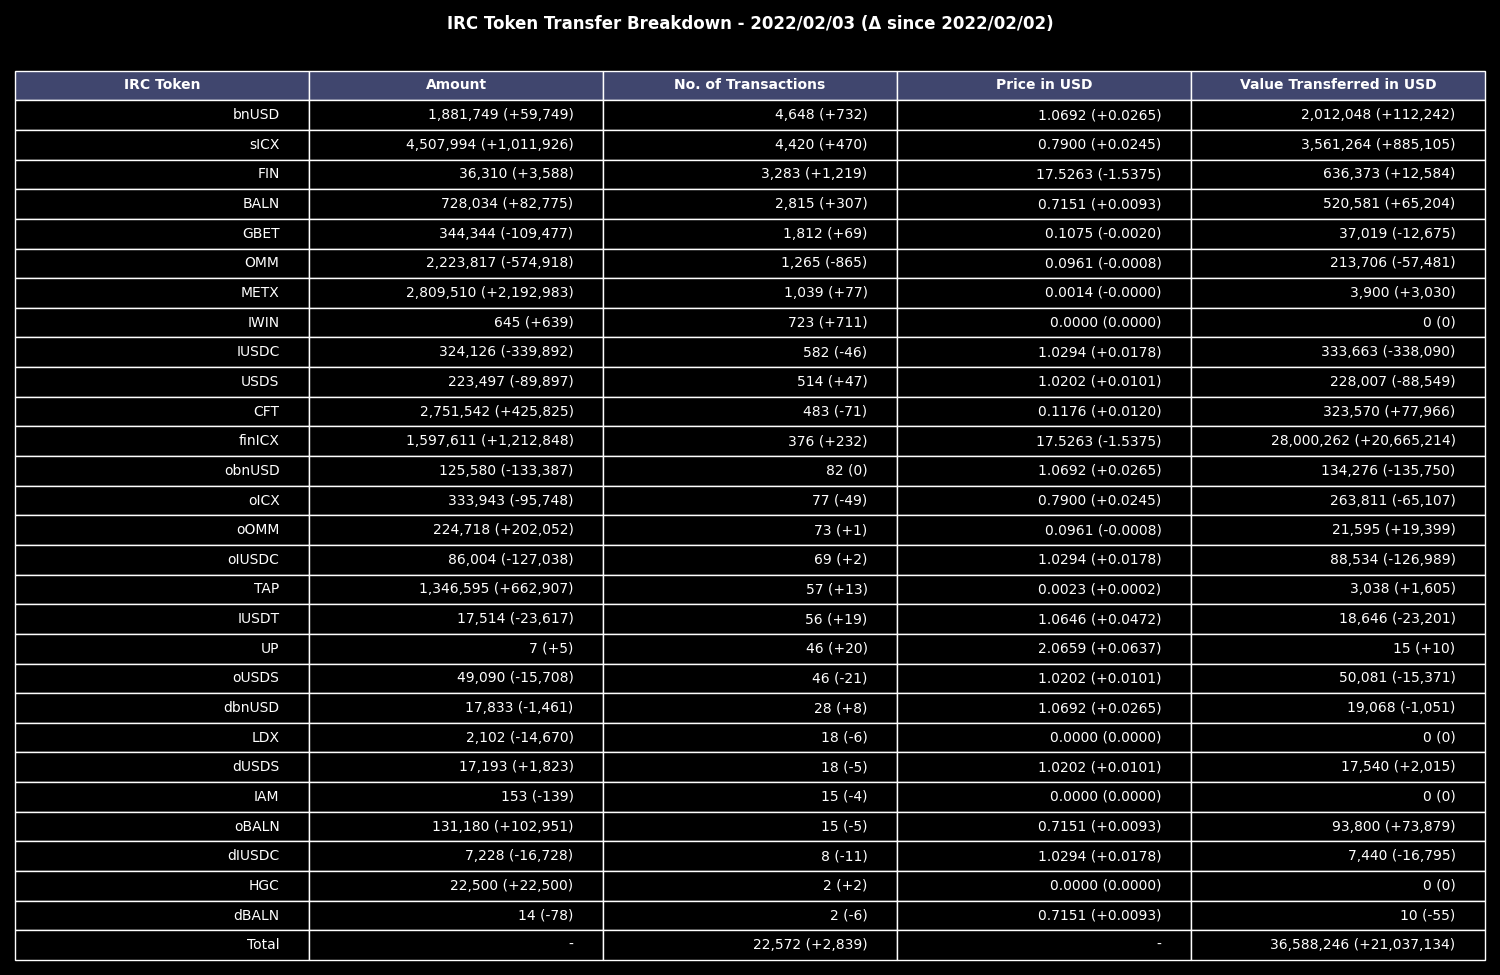 IRC Token Transfer Breakdown - 2022/02/03 (Δ since 2022/02/02)
IRC Token Amount No. of Transactions Price in USD Value Transferred in USD
bnUSD 1,881,749 (+59,749) 4,648 (+732) 1.0692 (+0.0265) 2,012,048 (+112,242)
sICX 4,507,994 (+1,011,926) 4,420 (+470) 0.7900 (+0.0245) 3,561,264 (+885,105)
FIN 36,310 (+3,588) 3,283 (+1,219) 17.5263 (-1.5375) 636,373 (+12,584)
BALN 728,034 (+82,775) 2,815 (+307) 0.7151 (+0.0093) 520,581 (+65,204)
GBET 344,344 (-109,477) 1,812 (+69) 0.1075 (-0.0020) 37,019 (-12,675)
OMM 2,223,817 (-574,918) 1,265 (-865) 0.0961 (-0.0008) 213,706 (-57,481)
METX 2,809,510 (+2,192,983) 1,039 (+77) 0.0014 (-0.0000) 3,900 (+3,030)
IWIN 645 (+639) 723 (+711) 0.0000 (0.0000) 0 (0)
IUSDC 324,126 (-339,892) 582 (-46) 1.0294 (+0.0178) 333,663 (-338,090)
USDS 223,497 (-89,897) 514 (+47) 1.0202 (+0.0101) 228,007 (-88,549)
CFT 2,751,542 (+425,825) 483 (-71) 0.1176 (+0.0120) 323,570 (+77,966)
finICX 1,597,611 (+1,212,848) 376 (+232) 17.5263 (-1.5375) 28,000,262 (+20,665,214)
obnUSD 125,580 (-133,387) 82 (0) 1.0692 (+0.0265) 134,276 (-135,750)
oICX 333,943 (-95,748) 77 (-49) 0.7900 (+0.0245) 263,811 (-65,107)
oOMM 224,718 (+202,052) 73 (+1) 0.0961 (-0.0008) 21,595 (+19,399)
oIUSDC 86,004 (-127,038) 69 (+2) 1.0294 (+0.0178) 88,534 (-126,989)
TAP 1,346,595 (+662,907) 57 (+13) 0.0023 (+0.0002) 3,038 (+1,605)
IUSDT 17,514 (-23,617) 56 (+19) 1.0646 (+0.0472) 18,646 (-23,201)
UP 7 (+5) 46 (+20) 2.0659 (+0.0637) 15 (+10)
oUSDS 49,090 (-15,708) 46 (-21) 1.0202 (+0.0101) 50,081 (-15,371)
dbnUSD 17,833 (-1,461) 28 (+8) 1.0692 (+0.0265) 19,068 (-1,051)
LDX 2,102 (-14,670) 18 (-6) 0.0000 (0.0000) 0 (0)
dUSDS 17,193 (+1,823) 18 (-5) 1.0202 (+0.0101) 17,540 (+2,015)
IAM 153 (-139) 15 (-4) 0.0000 (0.0000) 0 (0)
oBALN 131,180 (+102,951) 15 (-5) 0.7151 (+0.0093) 93,800 (+73,879)
dIUSDC 7,228 (-16,728) 8 (-11) 1.0294 (+0.0178) 7,440 (-16,795)
HGC 22,500 (+22,500) 2 (+2) 0.0000 (0.0000) 0 (0)
dBALN 14 (-78) 2 (-6) 0.7151 (+0.0093) 10 (-55)
Total - 22,572 (+2,839) - 36,588,246 (+21,037,134)